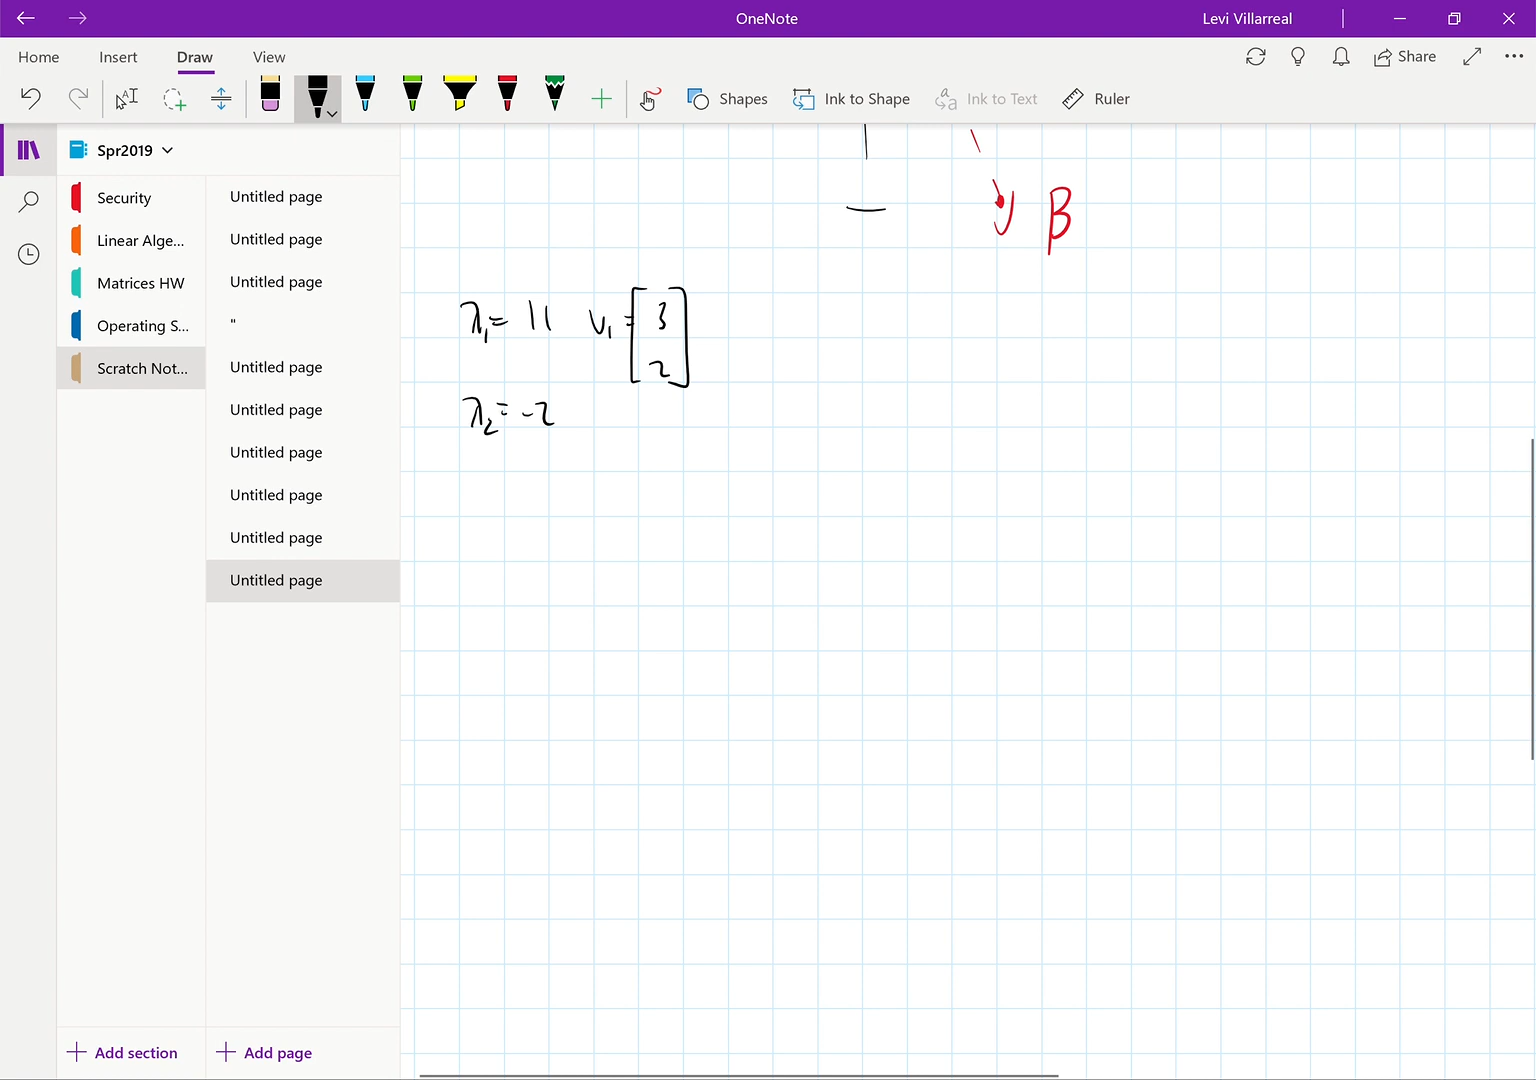 OneNote
Levi Villarreal
Home Insert Draw View
Share
Shapes Ink to Shape Ink to Text Ruler
Spr2019
Security
Linear Alge...
Matrices HW
Operating S...
Scratch Not...
Untitled page
Untitled page
Untitled page
"
Untitled page
Untitled page
Untitled page
Untitled page
Untitled page
Untitled page
Add section
Add page
β
λ₁= 11 v₁ = [3
2]
λ₂= -2